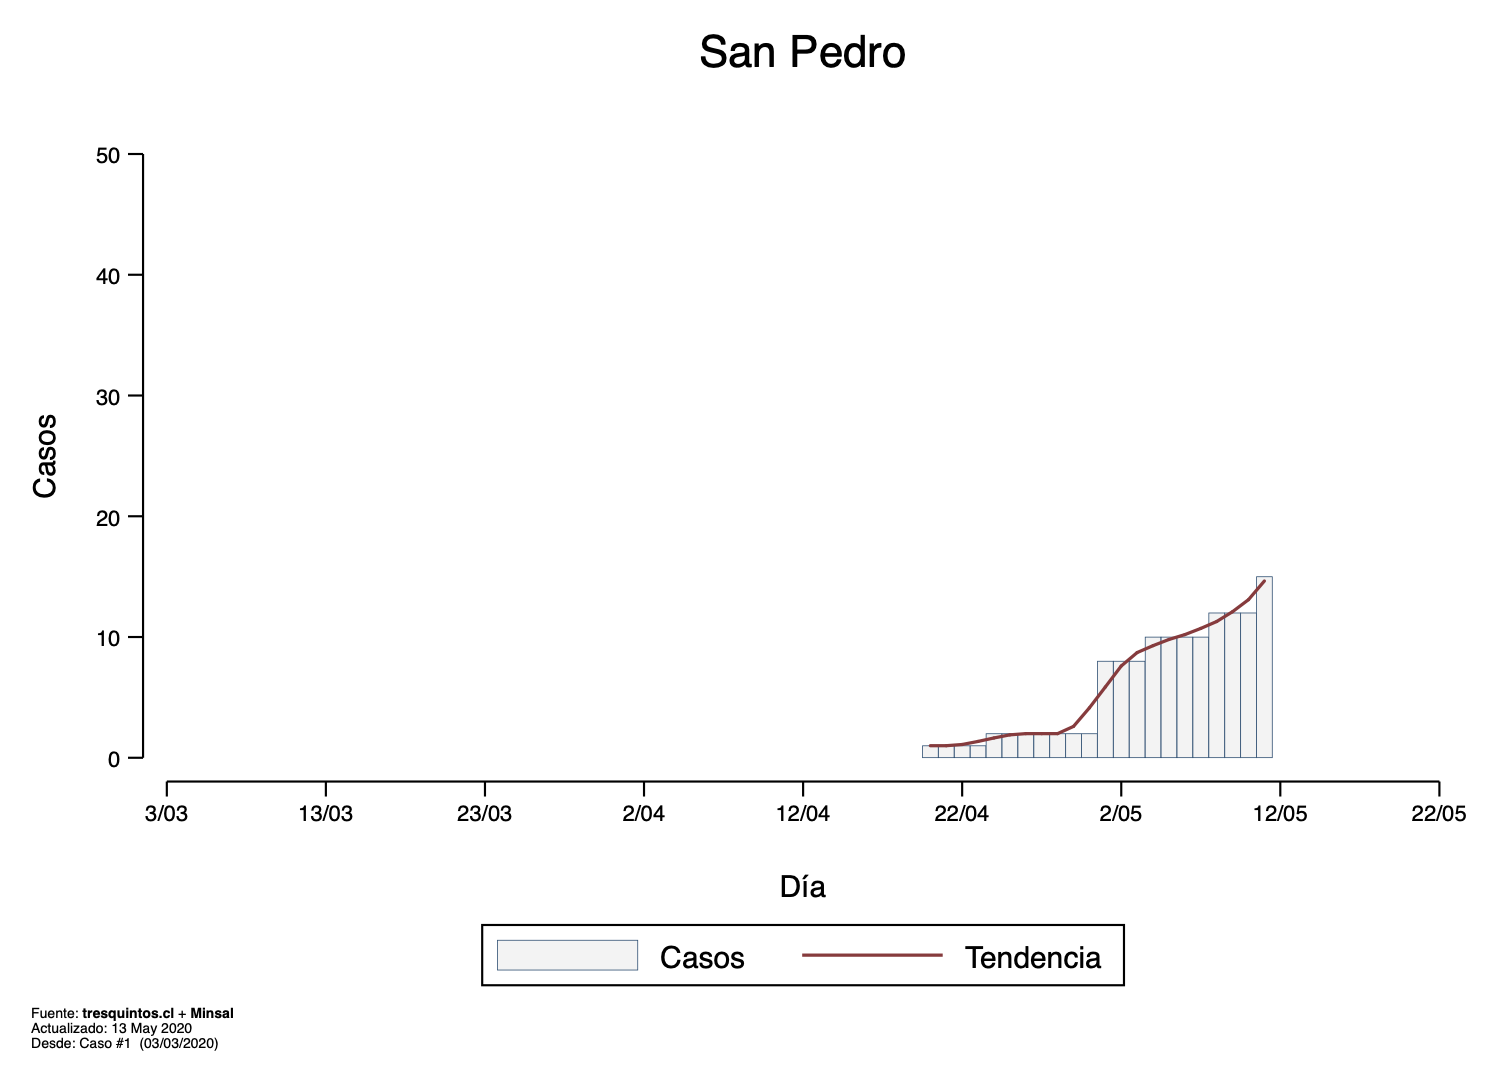 San Pedro
50
40
30
20
10
0
Casos
3/03 13/03 23/03 2/04 12/04 22/04 2/05 12/05 22/05
Día
Casos Tendencia
Fuente: tresquintos.cl + Minsal
Actualizado: 13 May 2020
Desde: Caso #1 (03/03/2020)